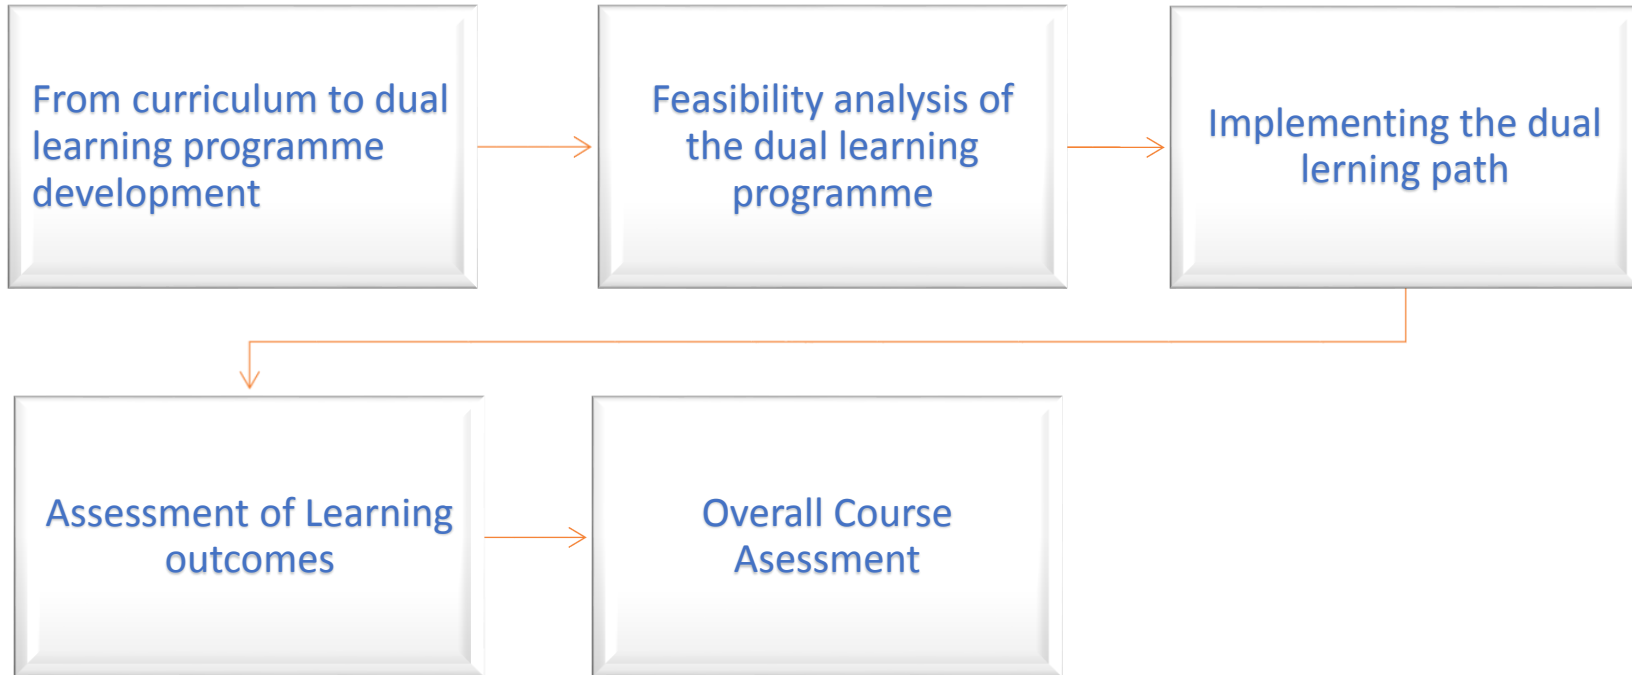 From curriculum to dual
learning programme
development
Feasibility analysis of
the dual learning
programme
Implementing the dual
lerning path
Assessment of Learning
outcomes
Overall Course
Asessment